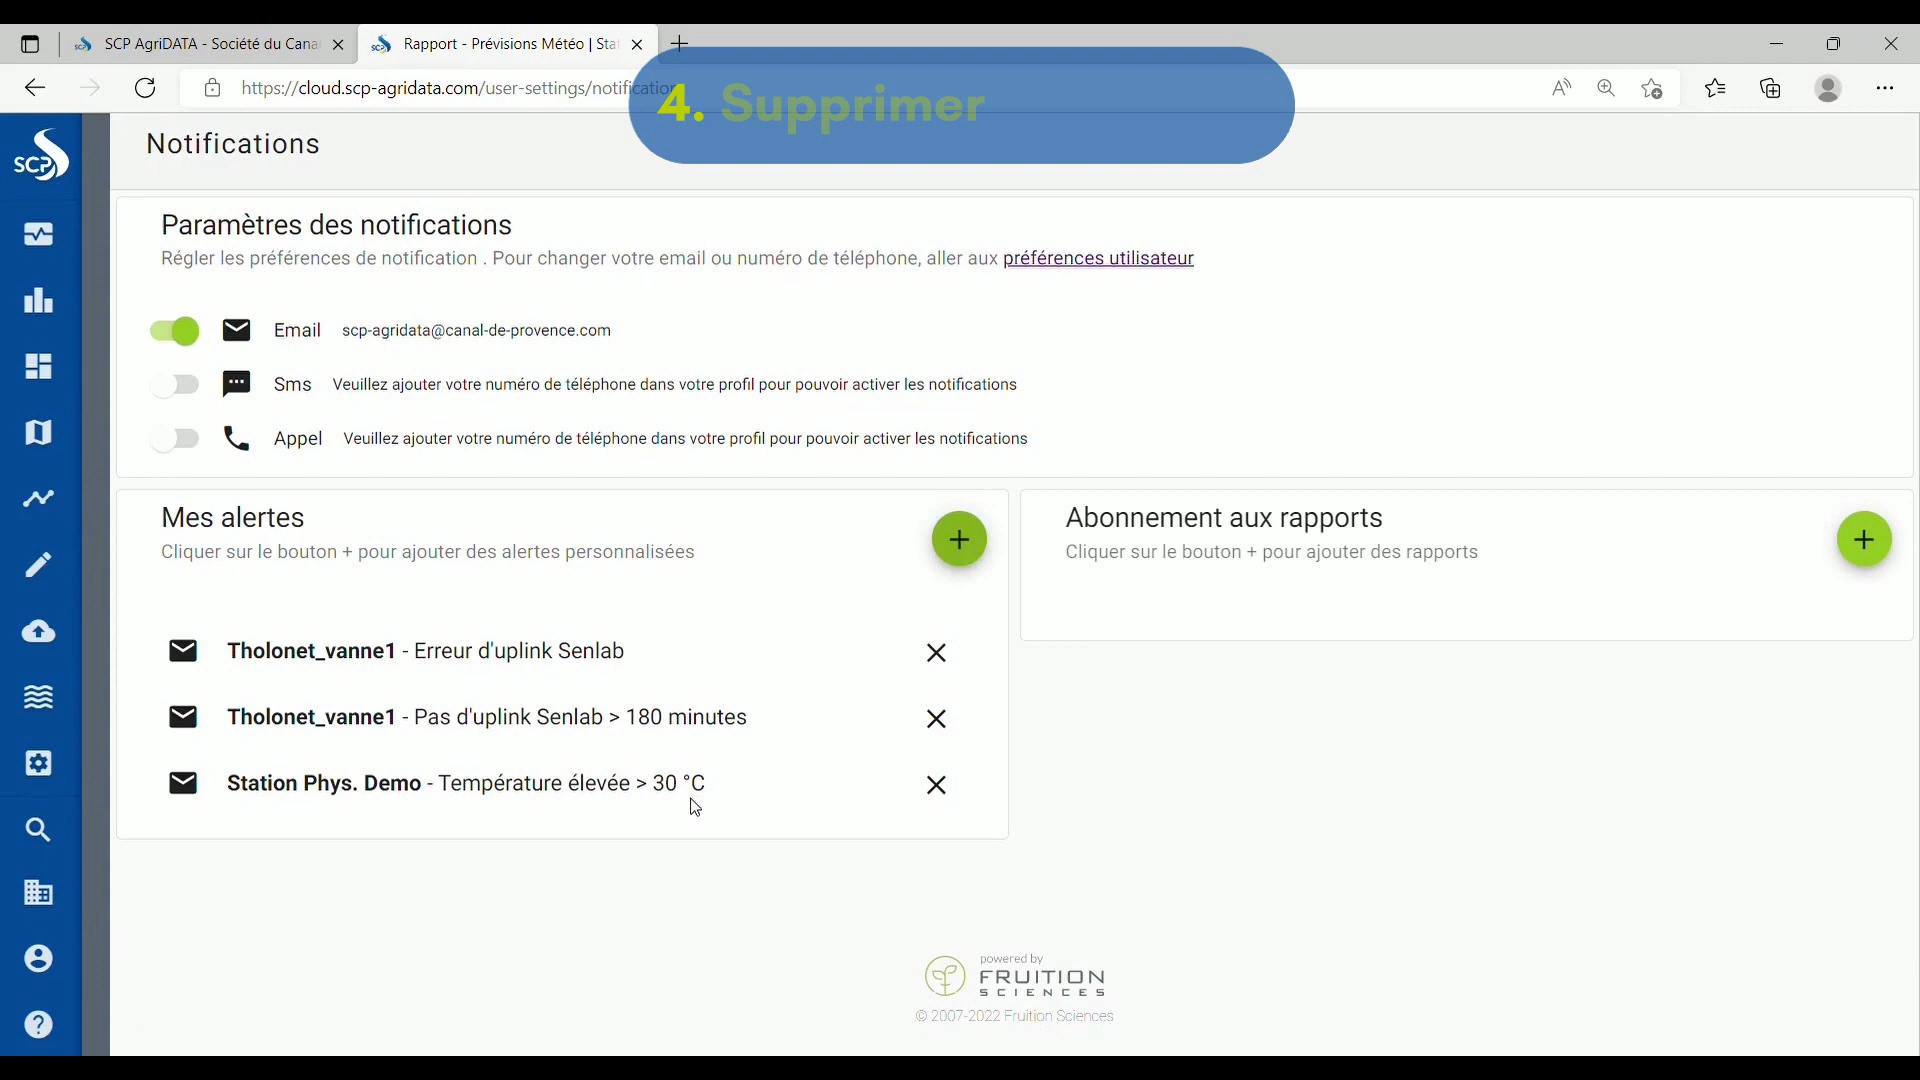 SCP AgriDATA - Société du Cana
Rapport - Prévisions Météo | Sta
https://cloud.scp-agridata.com/user-settings/notification
4. Supprimer
SCP
Notifications
Paramètres des notifications
Régler les préférences de notification . Pour changer votre email ou numéro de téléphone, aller aux préférences utilisateur
Email scp-agridata@canal-de-provence.com
Sms Veuillez ajouter votre numéro de téléphone dans votre profil pour pouvoir activer les notifications
Appel Veuillez ajouter votre numéro de téléphone dans votre profil pour pouvoir activer les notifications
Mes alertes
Cliquer sur le bouton + pour ajouter des alertes personnalisées
Tholonet_vanne1 - Erreur d'uplink Senlab
Tholonet_vanne1 - Pas d'uplink Senlab > 180 minutes
Station Phys. Demo - Température élevée > 30 °C
Abonnement aux rapports
Cliquer sur le bouton + pour ajouter des rapports
powered by
FRUITION
SCIENCES
© 2007-2022 Fruition Sciences